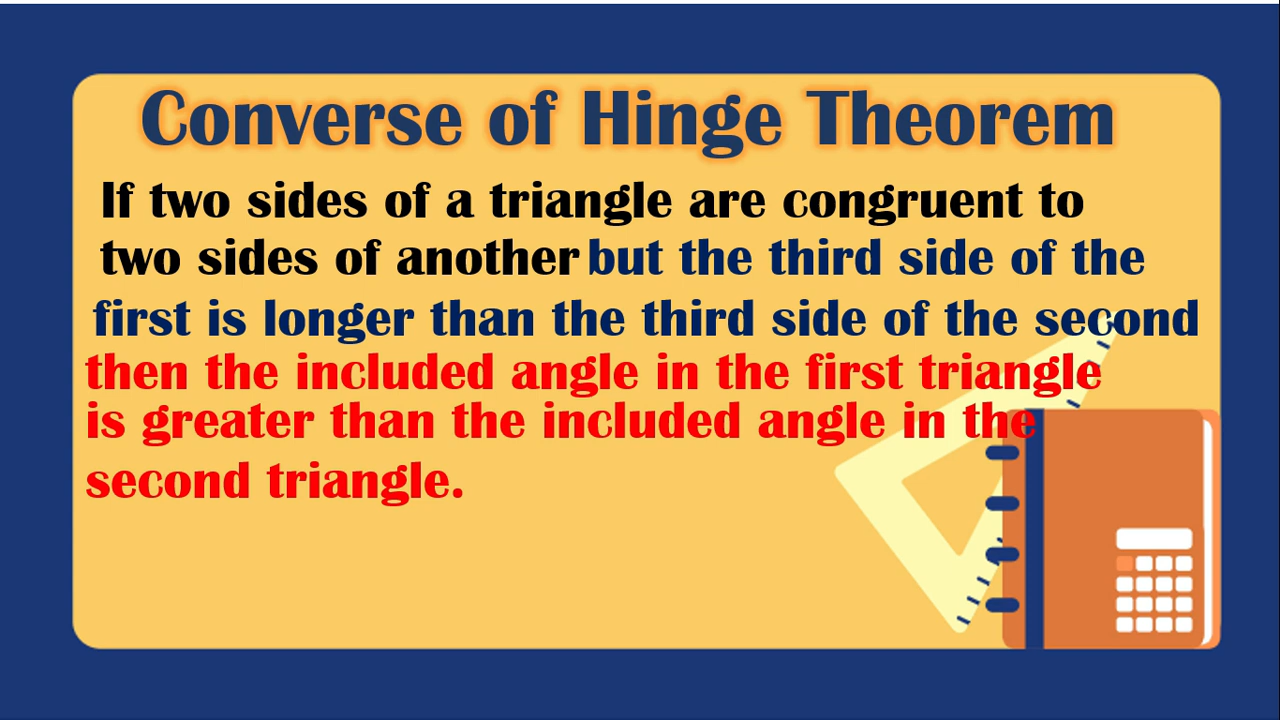 Converse of Hinge Theorem
If two sides of a triangle are congruent to
two sides of another but the third side of the
first is longer than the third side of the second
then the included angle in the first triangle
is greater than the included angle in the
second triangle.